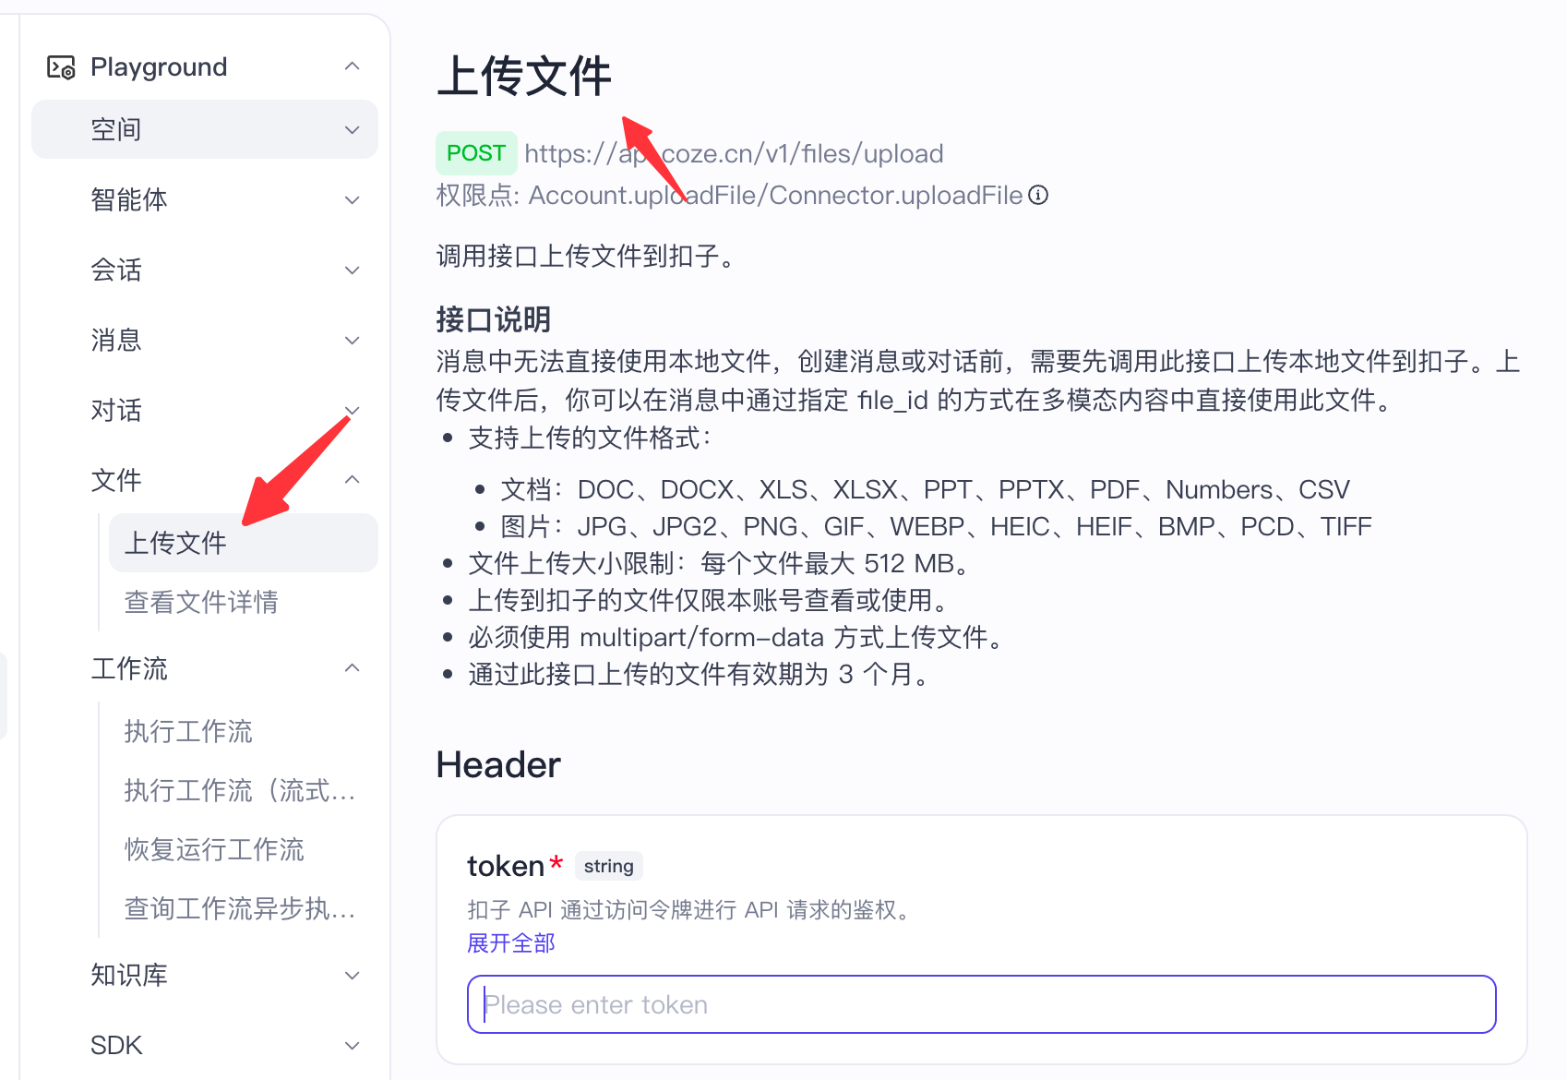 Playground
空间
智能体
会话
消息
对话
文件
上传文件
查看文件详情
工作流
执行工作流
执行工作流（流式...
恢复运行工作流
查询工作流异步执...
知识库
SDK
上传文件
POST https://api.coze.cn/v1/files/upload
权限点: Account.uploadFile/Connector.uploadFile
调用接口上传文件到扣子。
接口说明
消息中无法直接使用本地文件，创建消息或对话前，需要先调用此接口上传本地文件到扣子。上
传文件后，你可以在消息中通过指定 file_id 的方式在多模态内容中直接使用此文件。
支持上传的文件格式：
文档：DOC、DOCX、XLS、XLSX、PPT、PPTX、PDF、Numbers、CSV
图片：JPG、JPG2、PNG、GIF、WEBP、HEIC、HEIF、BMP、PCD、TIFF
文件上传大小限制：每个文件最大 512 MB。
上传到扣子的文件仅限本账号查看或使用。
必须使用 multipart/form-data 方式上传文件。
通过此接口上传的文件有效期为 3 个月。
Header
token* string
扣子 API 通过访问令牌进行 API 请求的鉴权。
展开全部
Please enter token